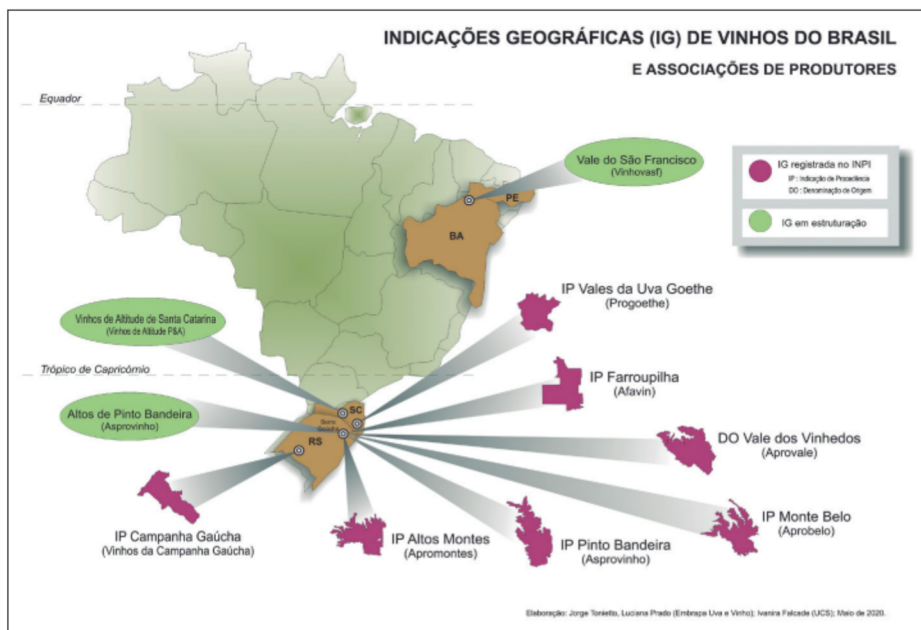 INDICAÇÕES GEOGRÁFICAS (IG) DE VINHOS DO BRASIL
E ASSOCIAÇÕES DE PRODUTORES
Equador
Vale do São Francisco
(Vinhovasf)
IG registrada no INPI
IP : Indicação de Procedência
DO : Denominação de Origem
IG em estruturação
PE
BA
IP Vales da Uva Goethe
(Progoethe)
Vinhos de Altitude de Santa Catarina
(Vinhos de Altitude P&A)
Trópico de Capricórnio
IP Farroupilha
(Afavin)
Altos de Pinto Bandeira
(Asprovinho)
SC
Serra
Gaúcha
RS
DO Vale dos Vinhedos
(Aprovale)
IP Campanha Gaúcha
(Vinhos da Campanha Gaúcha)
IP Altos Montes
(Apromontes)
IP Pinto Bandeira
(Asprovinho)
IP Monte Belo
(Aprobelo)
Elaboração: Jorge Tonietto, Luciana Prado (Embrapa Uva e Vinho); Ivanira Falcade (UCS); Maio de 2020.